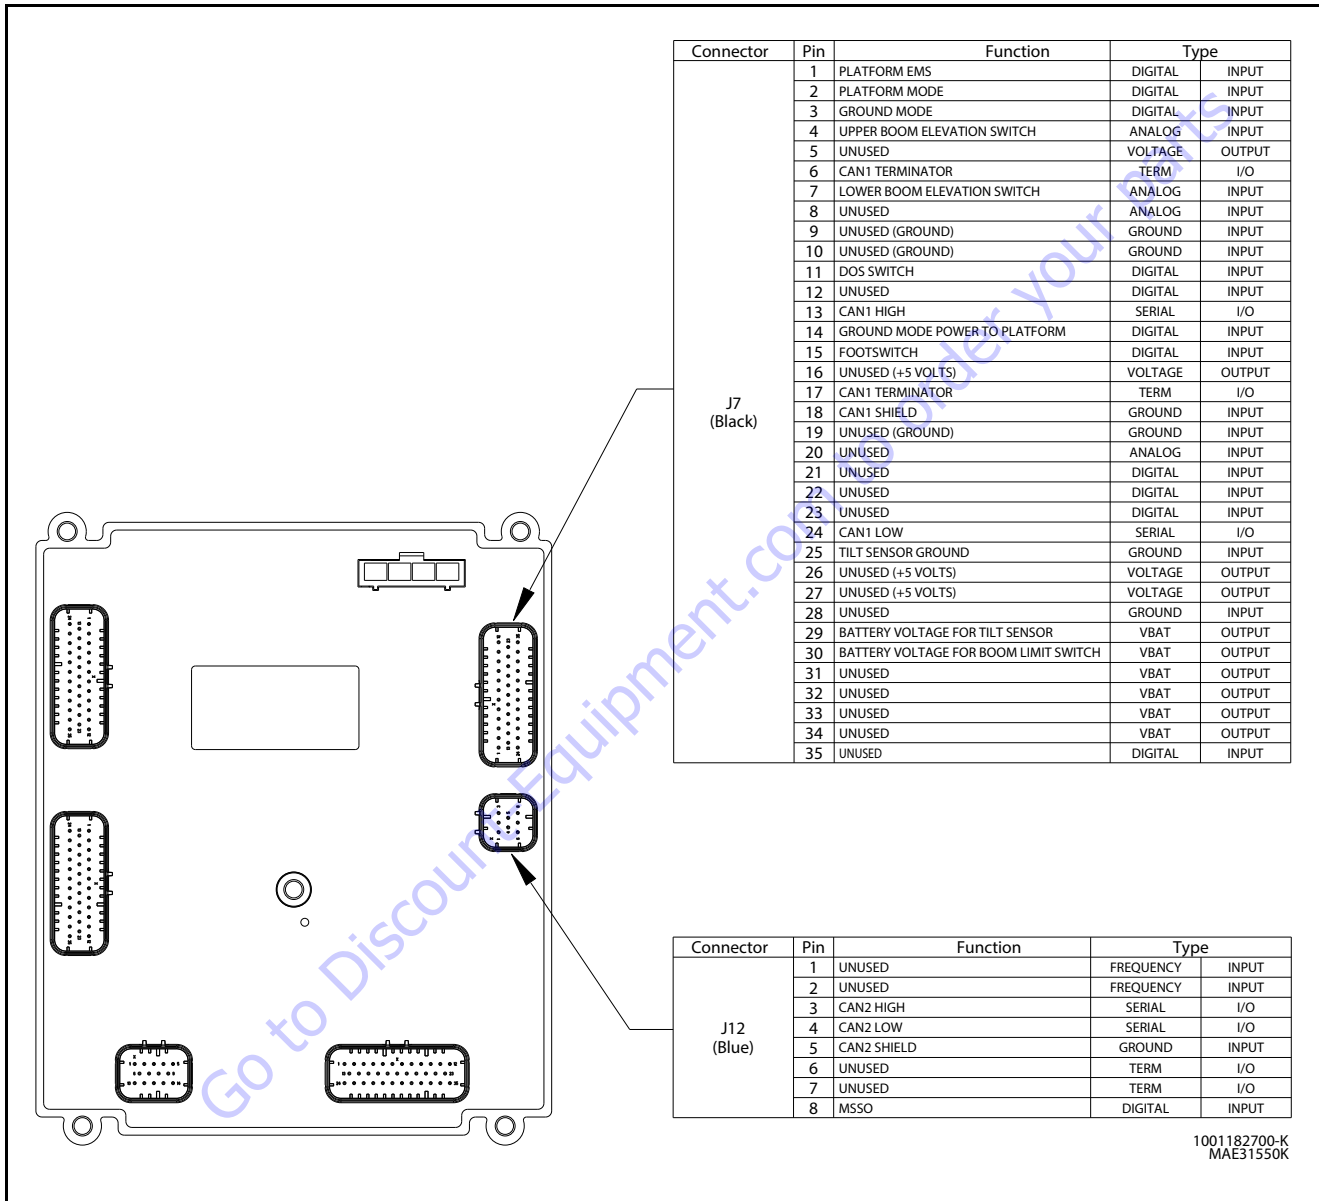 Connector Pin Function Type
J7
(Black)
1 PLATFORM EMS DIGITAL INPUT
2 PLATFORM MODE DIGITAL INPUT
3 GROUND MODE DIGITAL INPUT
4 UPPER BOOM ELEVATION SWITCH ANALOG INPUT
5 UNUSED VOLTAGE OUTPUT
6 CAN1 TERMINATOR TERM I/O
7 LOWER BOOM ELEVATION SWITCH ANALOG INPUT
8 UNUSED ANALOG INPUT
9 UNUSED (GROUND) GROUND INPUT
10 UNUSED (GROUND) GROUND INPUT
11 DOS SWITCH DIGITAL INPUT
12 UNUSED DIGITAL INPUT
13 CAN1 HIGH SERIAL I/O
14 GROUND MODE POWER TO PLATFORM DIGITAL INPUT
15 FOOTSWITCH DIGITAL INPUT
16 UNUSED (+5 VOLTS) VOLTAGE OUTPUT
17 CAN1 TERMINATOR TERM I/O
18 CAN1 SHIELD GROUND INPUT
19 UNUSED (GROUND) GROUND INPUT
20 UNUSED ANALOG INPUT
21 UNUSED DIGITAL INPUT
22 UNUSED DIGITAL INPUT
23 UNUSED DIGITAL INPUT
24 CAN1 LOW SERIAL I/O
25 TILT SENSOR GROUND GROUND INPUT
26 UNUSED (+5 VOLTS) VOLTAGE OUTPUT
27 UNUSED (+5 VOLTS) VOLTAGE OUTPUT
28 UNUSED GROUND INPUT
29 BATTERY VOLTAGE FOR TILT SENSOR VBAT OUTPUT
30 BATTERY VOLTAGE FOR BOOM LIMIT SWITCH VBAT OUTPUT
31 UNUSED VBAT OUTPUT
32 UNUSED VBAT OUTPUT
33 UNUSED VBAT OUTPUT
34 UNUSED VBAT OUTPUT
35 UNUSED DIGITAL INPUT
Connector Pin Function Type
J12
(Blue)
1 UNUSED FREQUENCY INPUT
2 UNUSED FREQUENCY INPUT
3 CAN2 HIGH SERIAL I/O
4 CAN2 LOW SERIAL I/O
5 CAN2 SHIELD GROUND INPUT
6 UNUSED TERM I/O
7 UNUSED TERM I/O
8 MSSO DIGITAL INPUT
1001182700-K
MAE31550K
Go to Discount-Equipment.com to order your parts